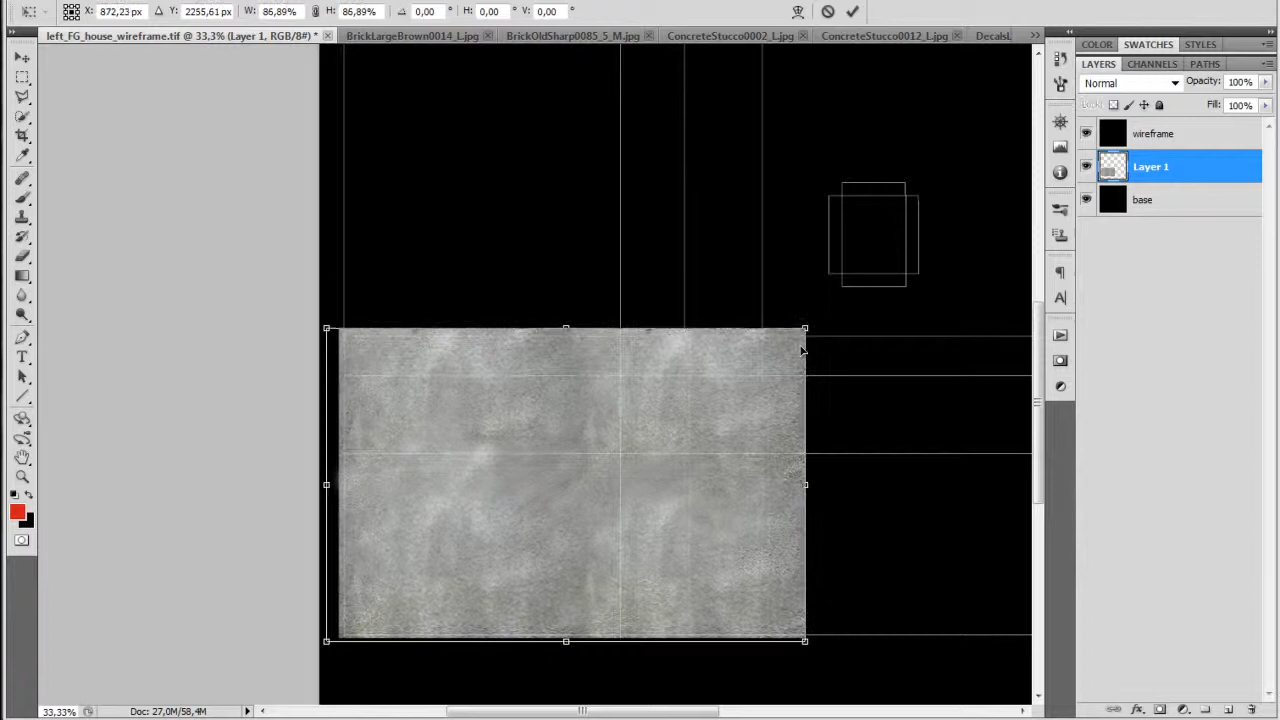 X: 872,23 px Y: 2255,61 px W: 86,89% H: 86,89% 0,00 ° H: 0,00 ° V: 0,00 °
left_FG_house_wireframe.tif @ 33,3% (Layer 1, RGB/8#) * BrickLargeBrown0014_L.jpg BrickOldSharp0085_5_M.jpg ConcreteStucco0002_L.jpg ConcreteStucco0012_L.jpg DecalsL
COLOR SWATCHES STYLES
LAYERS CHANNELS PATHS
Normal Opacity: 100%
Lock: Fill: 100%
wireframe
Layer 1
base
33,33% Doc: 27,0M/58,4M